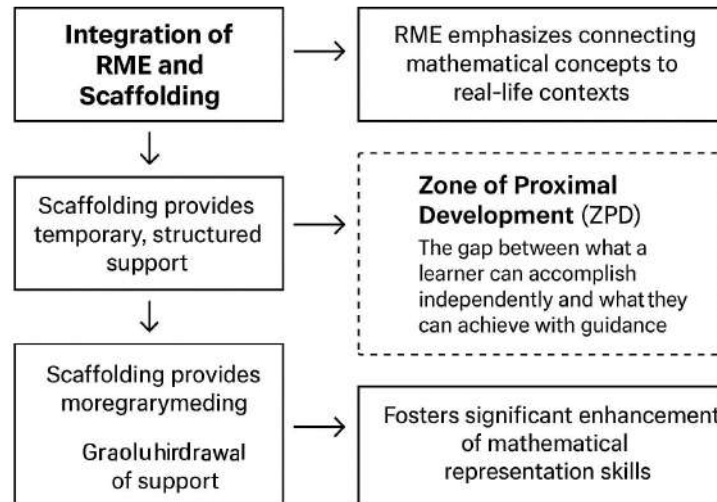 Integration of
RME and
Scaffolding
RME emphasizes connecting
mathematical concepts to
real-life contexts
Scaffolding provides
temporary, structured
support
Zone of Proximal
Development (ZPD)
The gap between what a
learner can accomplish
independently and what they
can achieve with guidance
Scaffolding provides
moregrarymeding
Graoluhirdrawal
of support
Fosters significant enhancement
of mathematical
representation skills